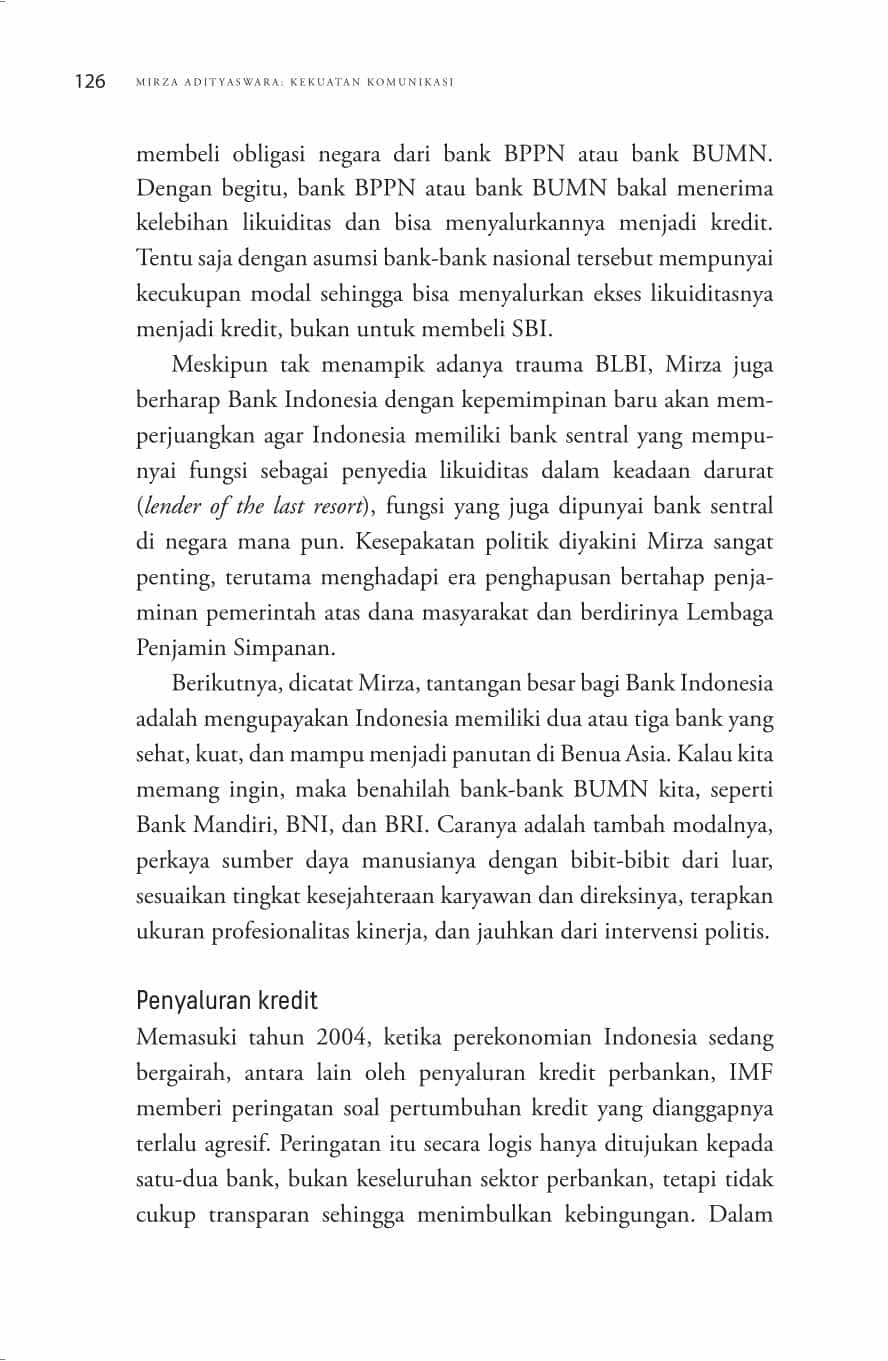 126 MIRZA ADITYASWARA: KEKUATAN KOMUNIKASI
membeli obligasi negara dari bank BPPN atau bank BUMN.
Dengan begitu, bank BPPN atau bank BUMN bakal menerima
kelebihan likuiditas dan bisa menyalurkannya menjadi kredit.
Tentu saja dengan asumsi bank-bank nasional tersebut mempunyai
kecukupan modal sehingga bisa menyalurkan ekses likuiditasnya
menjadi kredit, bukan untuk membeli SBI.
Meskipun tak menampik adanya trauma BLBI, Mirza juga
berharap Bank Indonesia dengan kepemimpinan baru akan mem-
perjuangkan agar Indonesia memiliki bank sentral yang mempu-
nyai fungsi sebagai penyedia likuiditas dalam keadaan darurat
(lender of the last resort), fungsi yang juga dipunyai bank sentral
di negara mana pun. Kesepakatan politik diyakini Mirza sangat
penting, terutama menghadapi era penghapusan bertahap penja-
minan pemerintah atas dana masyarakat dan berdirinya Lembaga
Penjamin Simpanan.
Berikutnya, dicatat Mirza, tantangan besar bagi Bank Indonesia
adalah mengupayakan Indonesia memiliki dua atau tiga bank yang
sehat, kuat, dan mampu menjadi panutan di Benua Asia. Kalau kita
memang ingin, maka benahilah bank-bank BUMN kita, seperti
Bank Mandiri, BNI, dan BRI. Caranya adalah tambah modalnya,
perkaya sumber daya manusianya dengan bibit-bibit dari luar,
sesuaikan tingkat kesejahteraan karyawan dan direksinya, terapkan
ukuran profesionalitas kinerja, dan jauhkan dari intervensi politis.
Penyaluran kredit
Memasuki tahun 2004, ketika perekonomian Indonesia sedang
bergairah, antara lain oleh penyaluran kredit perbankan, IMF
memberi peringatan soal pertumbuhan kredit yang dianggapnya
terlalu agresif. Peringatan itu secara logis hanya ditujukan kepada
satu-dua bank, bukan keseluruhan sektor perbankan, tetapi tidak
cukup transparan sehingga menimbulkan kebingungan. Dalam